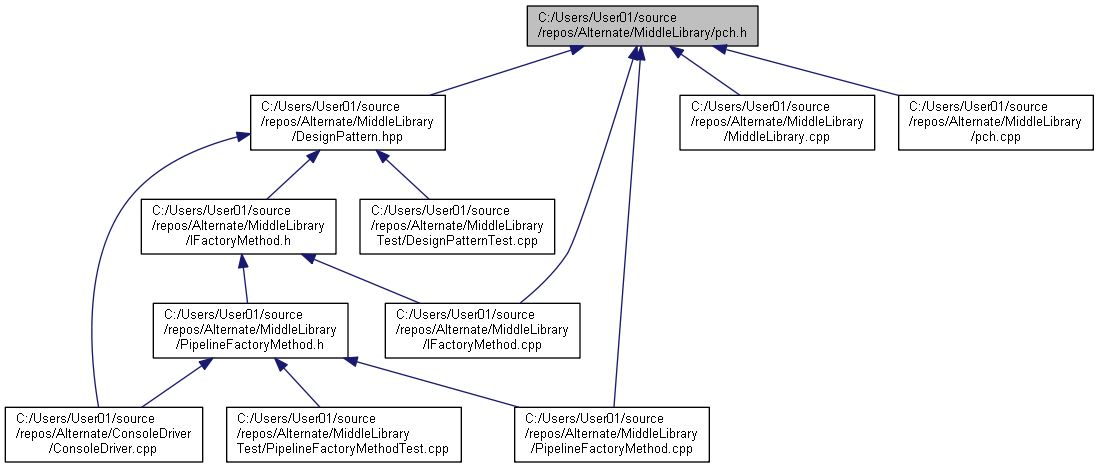 C:/Users/User01/source
/repos/Alternate/MiddleLibrary/pch.h
C:/Users/User01/source
/repos/Alternate/MiddleLibrary
/DesignPattern.hpp
C:/Users/User01/source
/repos/Alternate/MiddleLibrary
/MiddleLibrary.cpp
C:/Users/User01/source
/repos/Alternate/MiddleLibrary
/pch.cpp
C:/Users/User01/source
/repos/Alternate/MiddleLibrary
/IFactoryMethod.h
C:/Users/User01/source
/repos/Alternate/MiddleLibrary
Test/DesignPatternTest.cpp
C:/Users/User01/source
/repos/Alternate/MiddleLibrary
/PipelineFactoryMethod.h
C:/Users/User01/source
/repos/Alternate/MiddleLibrary
/IFactoryMethod.cpp
C:/Users/User01/source
/repos/Alternate/ConsoleDriver
/ConsoleDriver.cpp
C:/Users/User01/source
/repos/Alternate/MiddleLibrary
Test/PipelineFactoryMethodTest.cpp
C:/Users/User01/source
/repos/Alternate/MiddleLibrary
/PipelineFactoryMethod.cpp